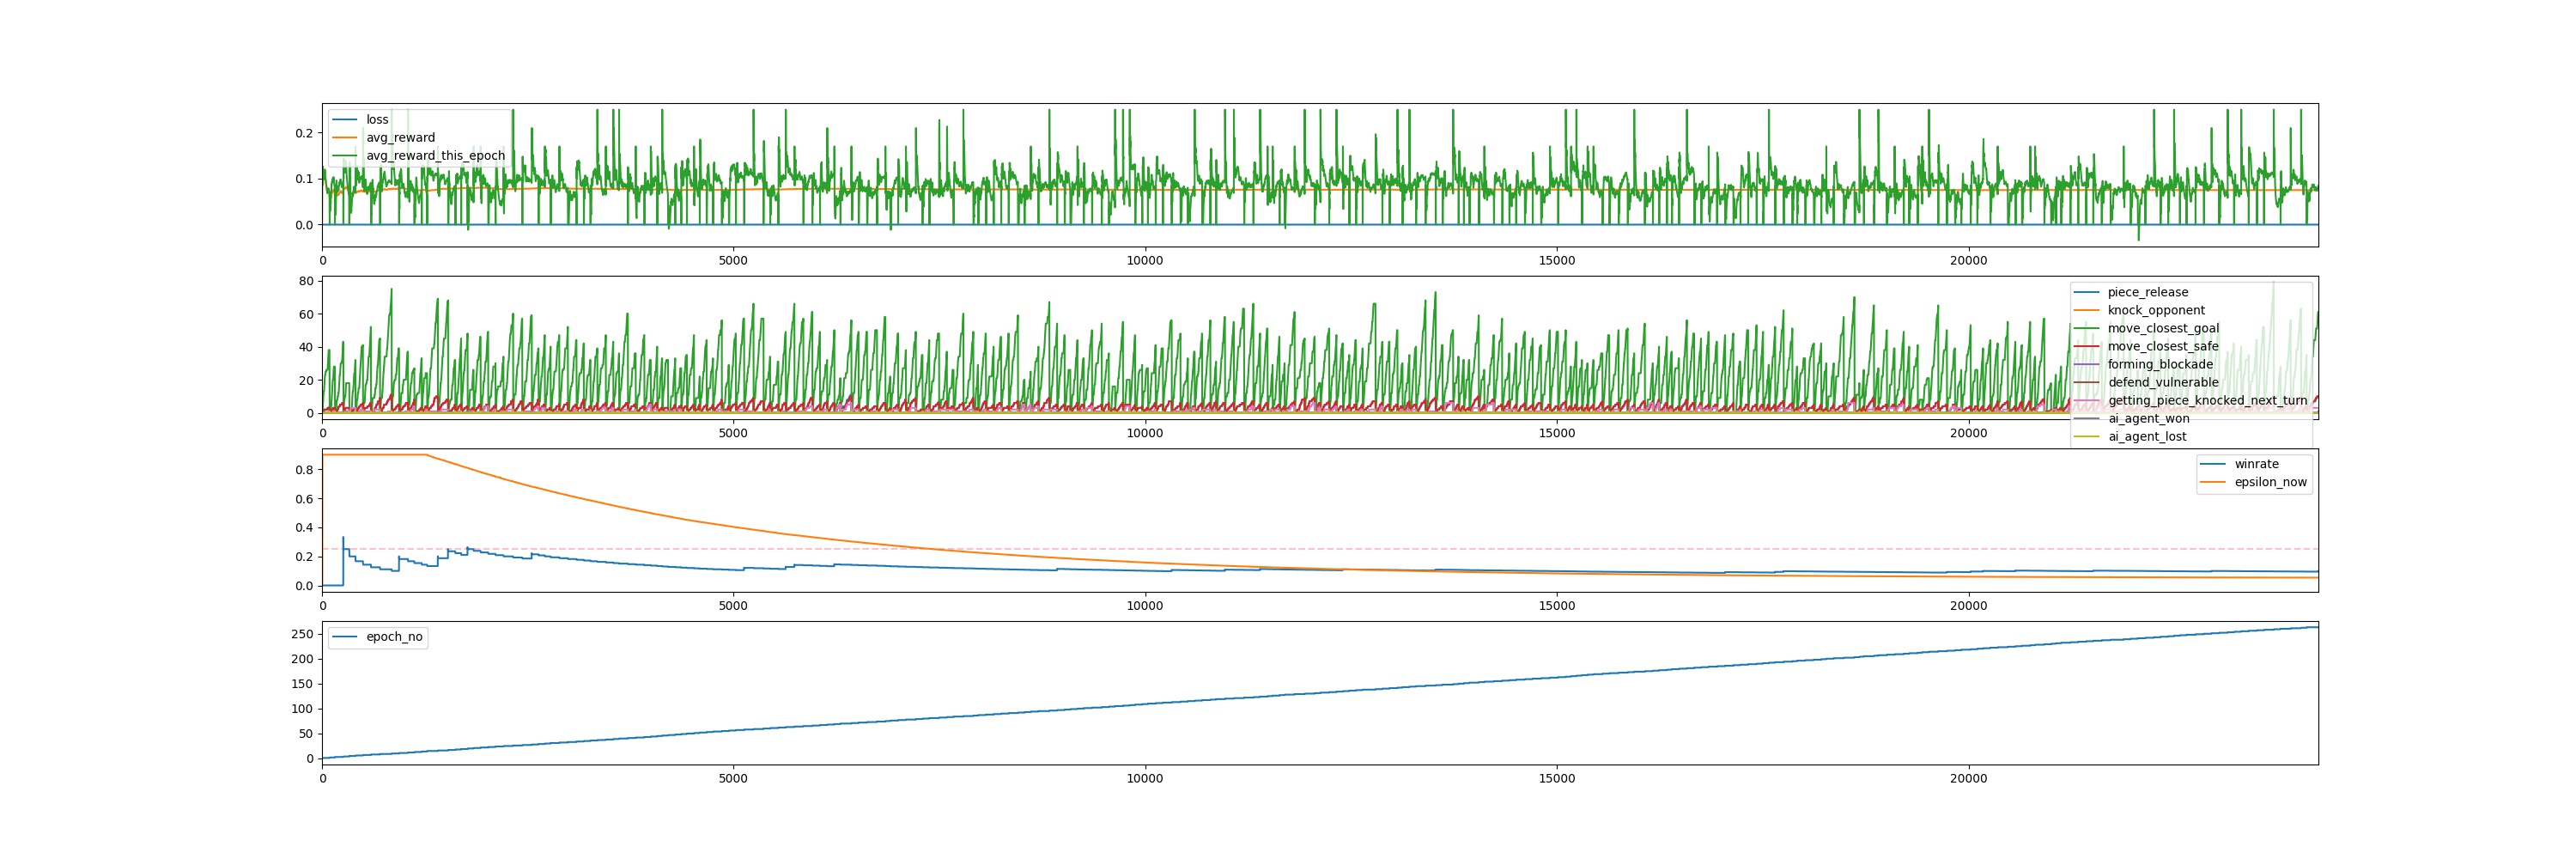 loss
avg_reward
avg_reward_this_epoch
0.2
0.1
0.0
0 5000 10000 15000 20000
piece_release
knock_opponent
move_closest_goal
move_closest_safe
forming_blockade
defend_vulnerable
getting_piece_knocked_next_turn
ai_agent_won
ai_agent_lost
80
60
40
20
0
0 5000 10000 15000 20000
winrate
epsilon_now
0.8
0.6
0.4
0.2
0.0
0 5000 10000 15000 20000
epoch_no
250
200
150
100
50
0
0 5000 10000 15000 20000